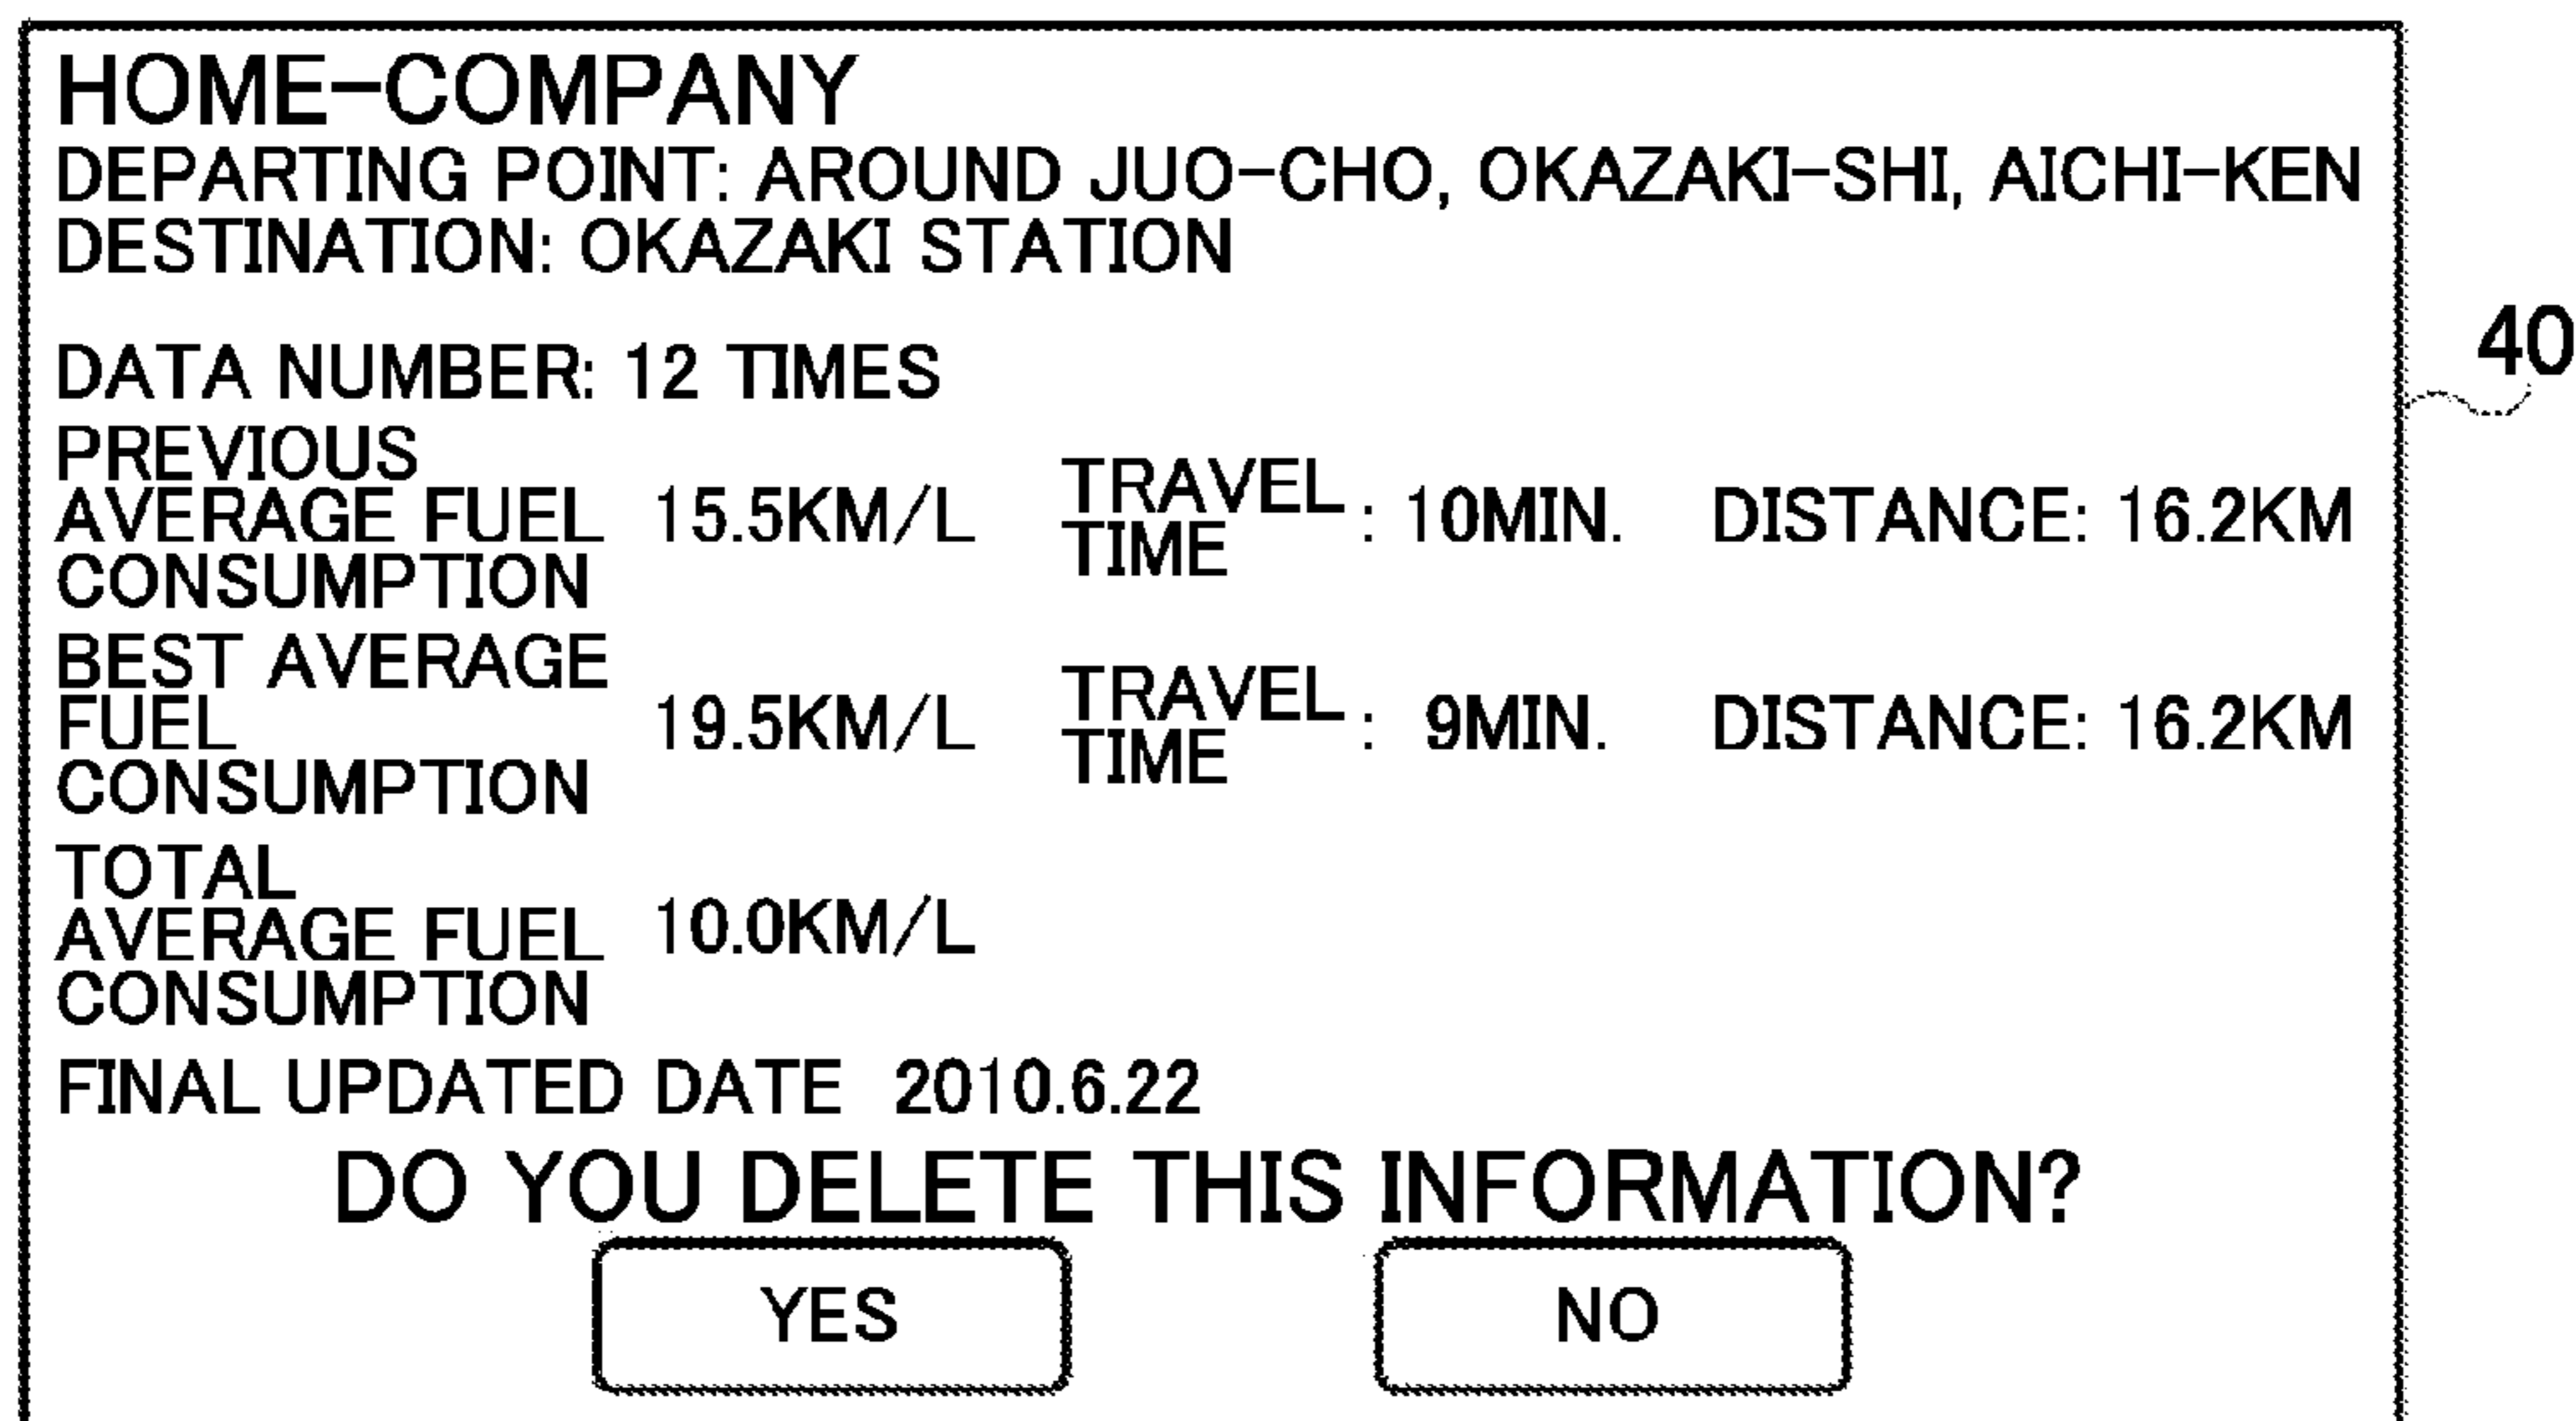 HOME-COMPANY
DEPARTING POINT: AROUND JUO-CHO, OKAZAKI-SHI, AICHI-KEN
DESTINATION: OKAZAKI STATION
40
DATA NUMBER: 12 TIMES
PREVIOUS
AVERAGE FUEL
CONSUMPTION
15.5KM/L
TRAVEL
TIME
: 10MIN.
DISTANCE: 16.2KM
BEST AVERAGE
FUEL
CONSUMPTION
19.5KM/L
TRAVEL
TIME
: 9MIN.
DISTANCE: 16.2KM
TOTAL
AVERAGE FUEL
CONSUMPTION
10.0KM/L
FINAL UPDATED DATE 2010.6.22
DO YOU DELETE THIS INFORMATION?
YES
NO